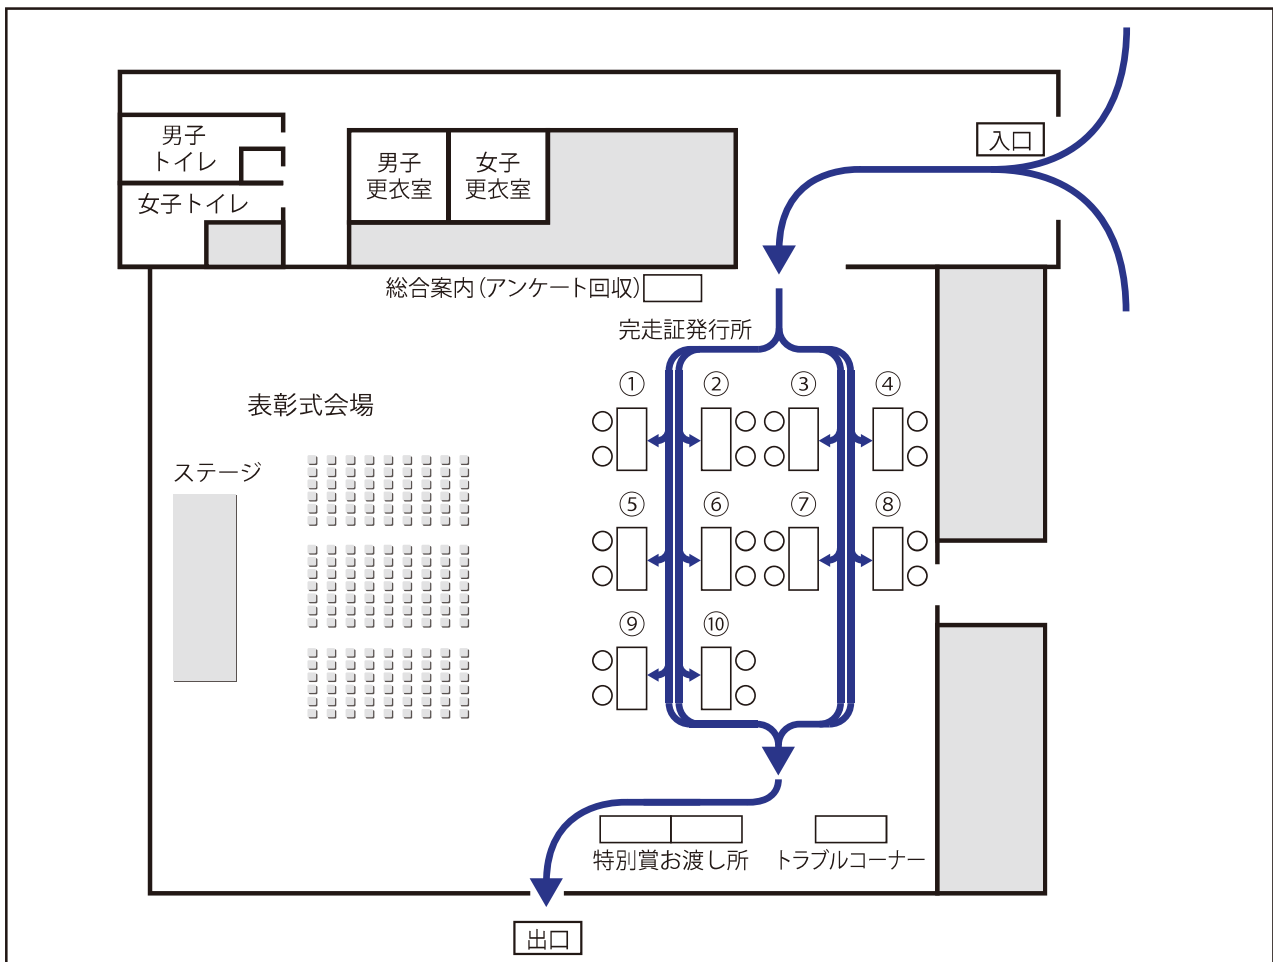 入口
男子
トイレ
女子トイレ
男子
更衣室
女子
更衣室
総合案内(アンケート回収)
完走証発行所
① ② ③ ④
表彰式会場
ステージ
⑤ ⑥ ⑦ ⑧
⑨ ⑩
特別賞お渡し所
トラブルコーナー
出口